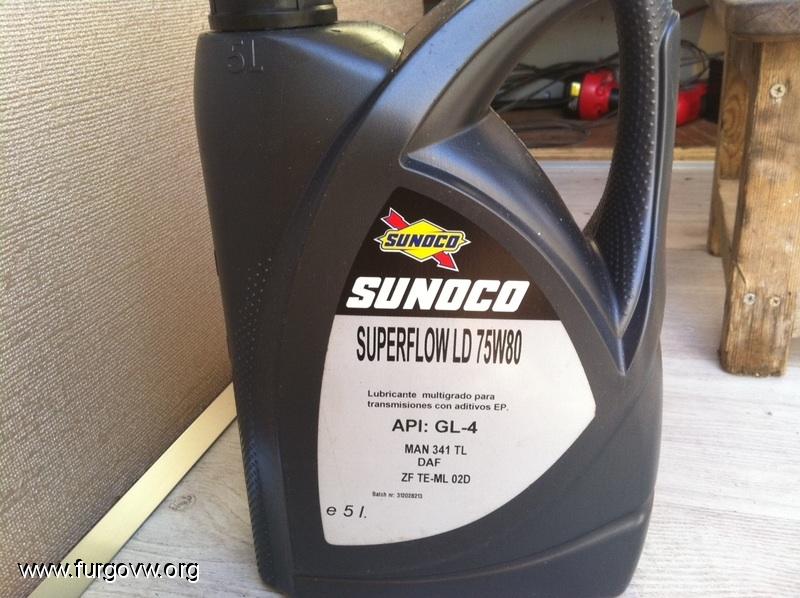 5L
SUNOCO
SUNOCO
SUPERFLOW LD 75W80
Lubricante multigrado para
transmisiones con aditivos EP.
API: GL-4
MAN 341 TL
DAF
ZF TE-ML 02D
Batch nr: 312028213
e 5 l.
www.furgovw.org